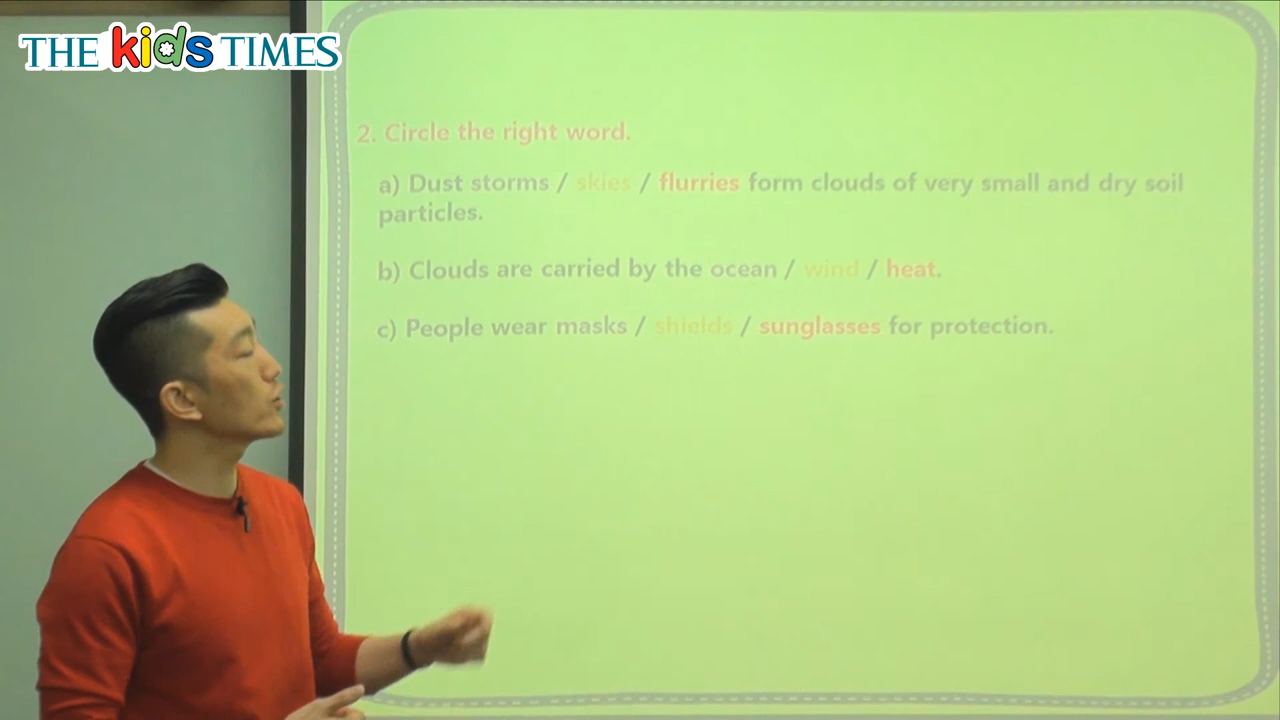 THE kids TIMES
2. Circle the right word.
a) Dust storms / skies / flurries form clouds of very small and dry soil
particles.
b) Clouds are carried by the ocean / wind / heat.
c) People wear masks / shields / sunglasses for protection.